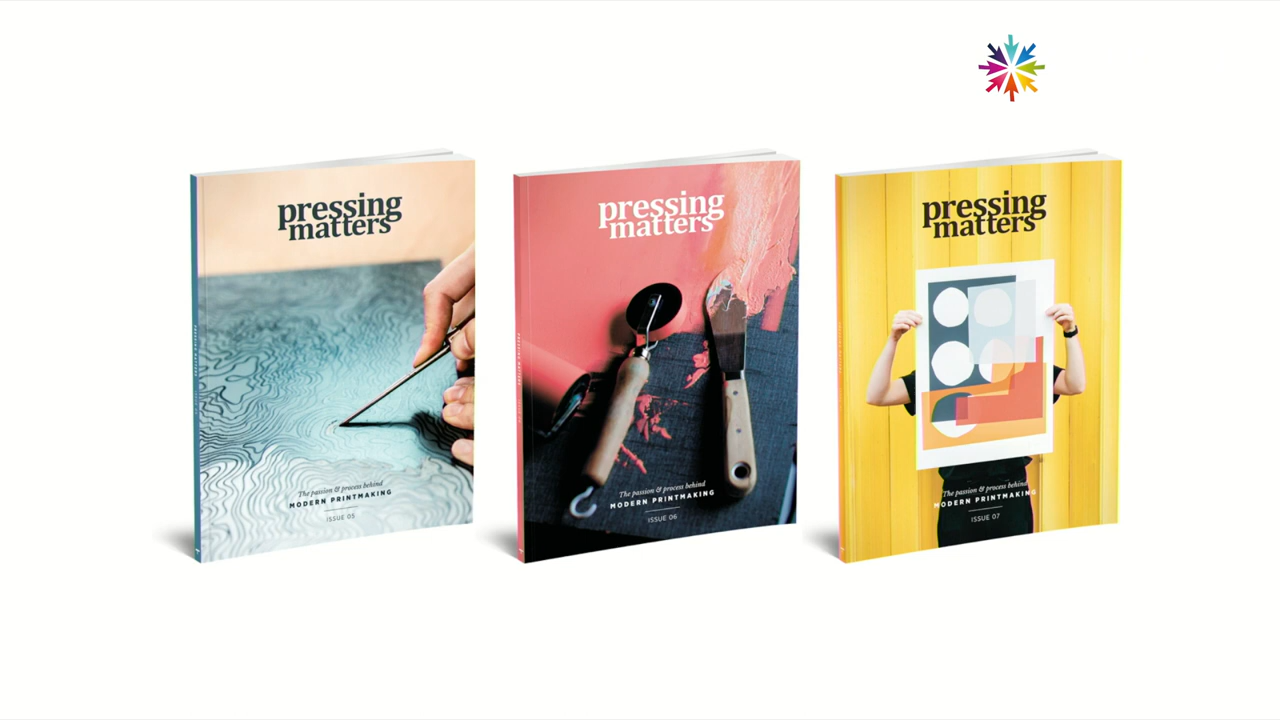 pressing
matters
The passion & process behind
MODERN PRINTMAKING
ISSUE 05
pressing
matters
The passion & process behind
MODERN PRINTMAKING
ISSUE 06
pressing
matters
The passion & process behind
MODERN PRINTMAKING
ISSUE 07